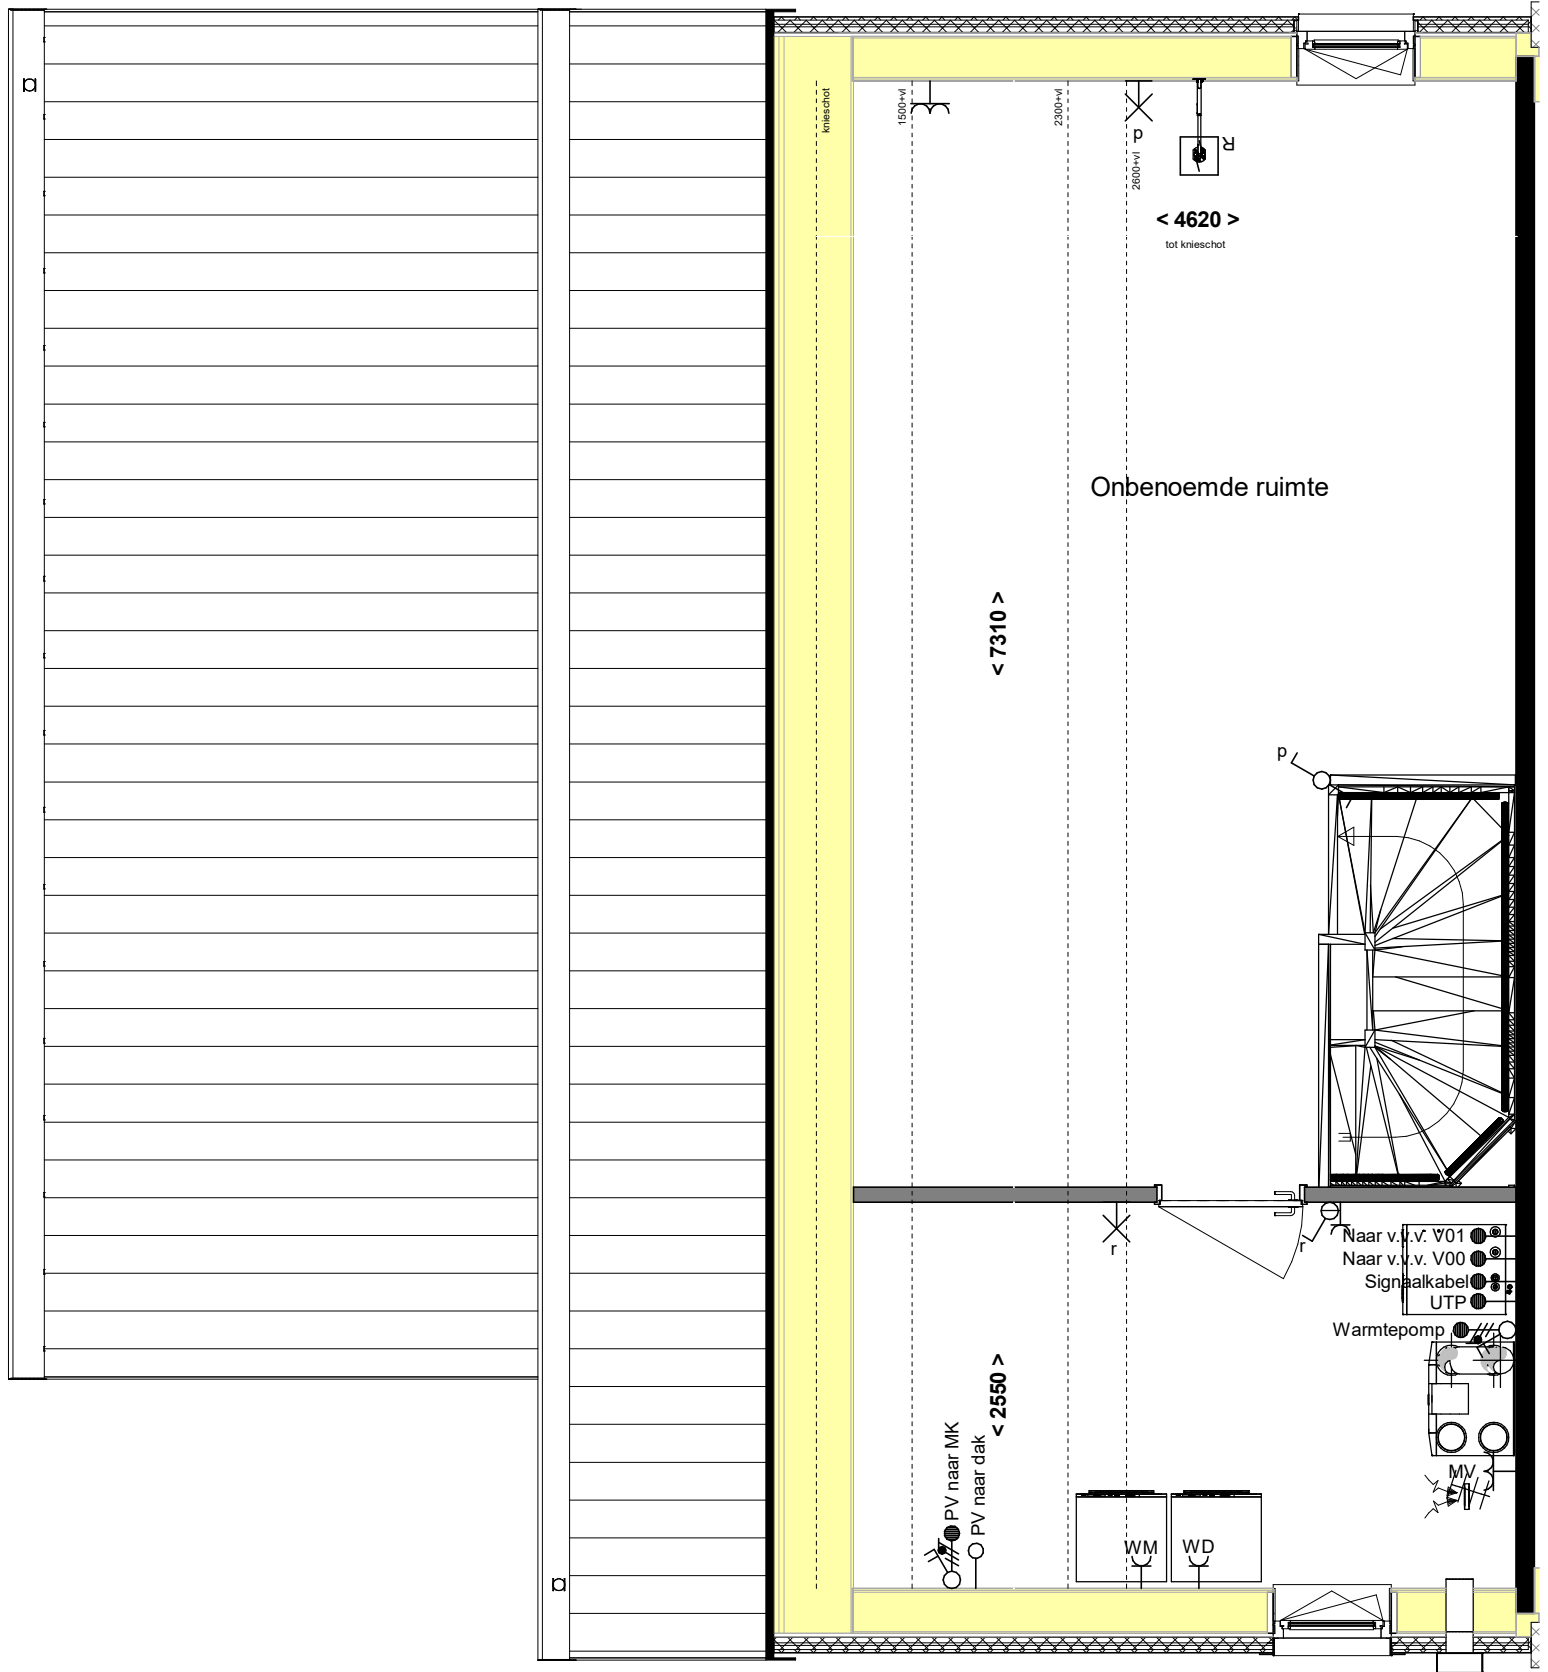 knieschot
1500+vl
2300+vl
p
2600+vl
R
< 4620 >
tot knieschot
Onbenoemde ruimte
< 7310 >
p
r
r
Naar v.v.v. V01
Naar v.v.v. V00
Signaalkabel
UTP
Warmtepomp
< 2550 >
PV naar MK
PV naar dak
MV
WM
WD